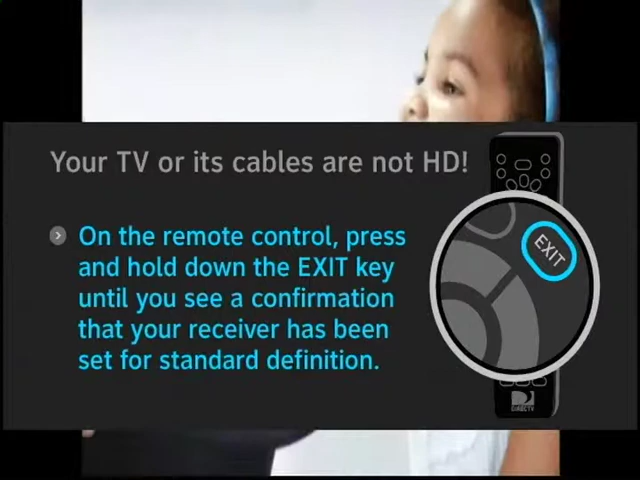 Your TV or its cables are not HD!
On the remote control, press
and hold down the EXIT key
until you see a confirmation
that your receiver has been
set for standard definition.
EXIT
DIRECTV